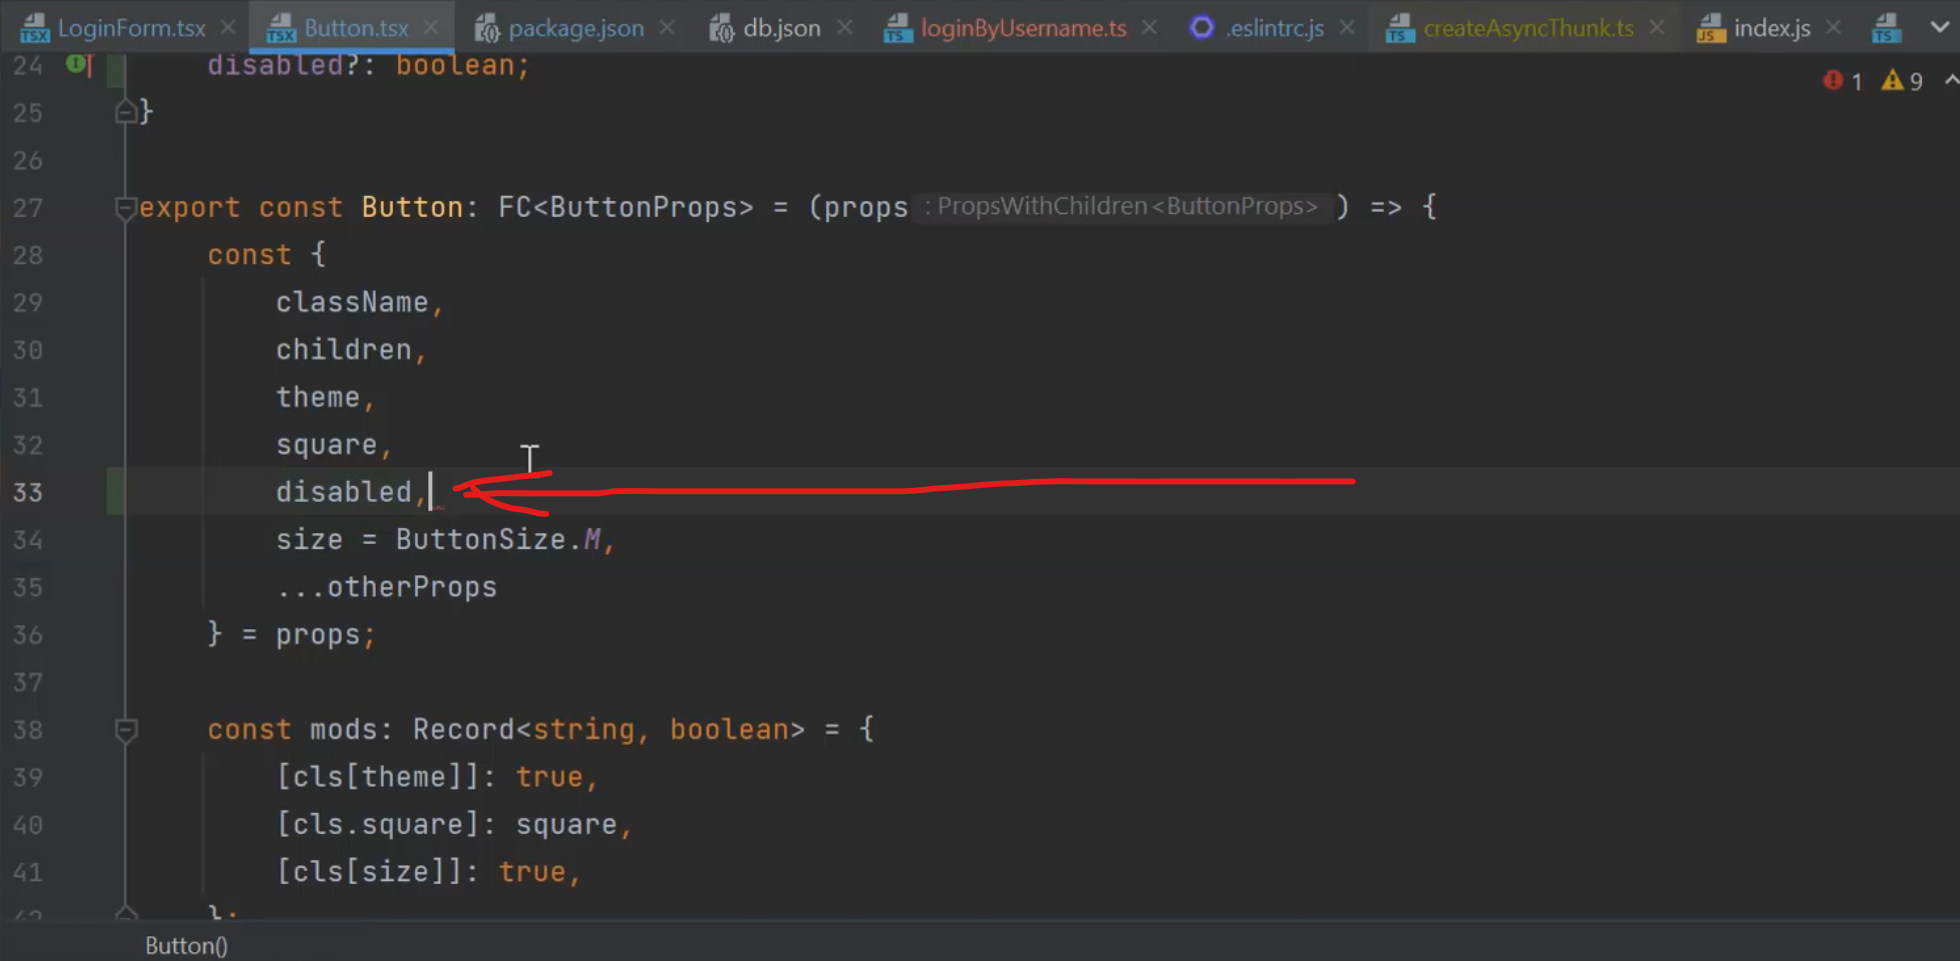 LoginForm.tsx Button.tsx package.json db.json loginByUsername.ts .eslintrc.js createAsyncThunk.ts index.js
24 disabled?: boolean;
1 9
25 }
26
27 export const Button: FC<ButtonProps> = (props : PropsWithChildren<ButtonProps> ) => {
28 const {
29 className,
30 children,
31 theme,
32 square,
33 disabled,
34 size = ButtonSize.M,
35 ...otherProps
36 } = props;
37
38 const mods: Record<string, boolean> = {
39 [cls[theme]]: true,
40 [cls.square]: square,
41 [cls[size]]: true,
42 };
Button()